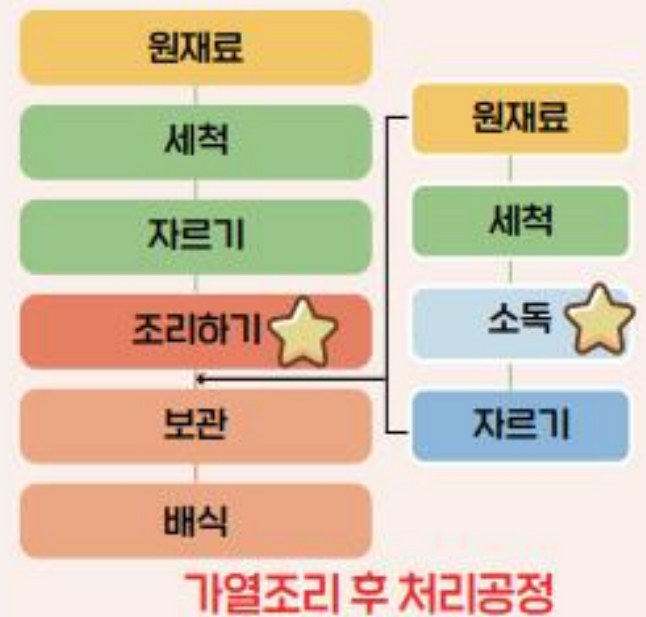 원재료
세척
자르기
조리하기
보관
배식
원재료
세척
소독
자르기
가열조리 후 처리공정